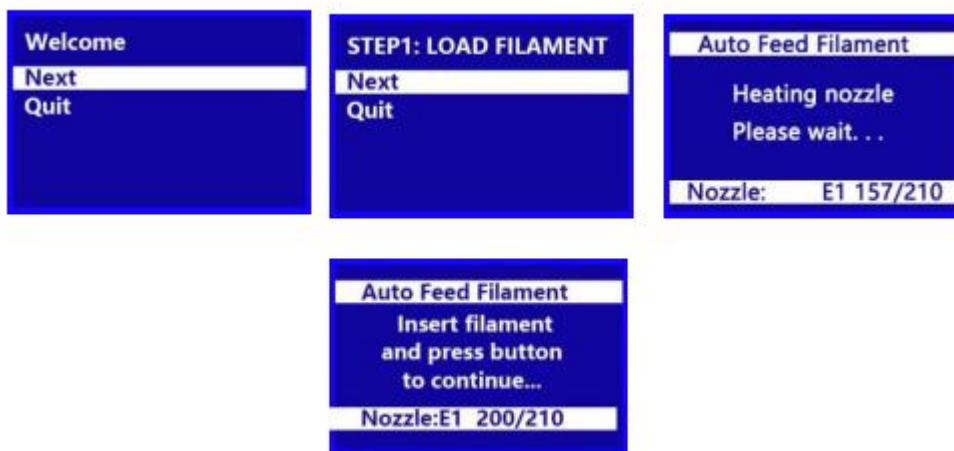 Welcome
Next
Quit
STEP1: LOAD FILAMENT
Next
Quit
Auto Feed Filament
Heating nozzle
Please wait. . .
Nozzle: E1 157/210
Auto Feed Filament
Insert filament
and press button
to continue...
Nozzle:E1 200/210